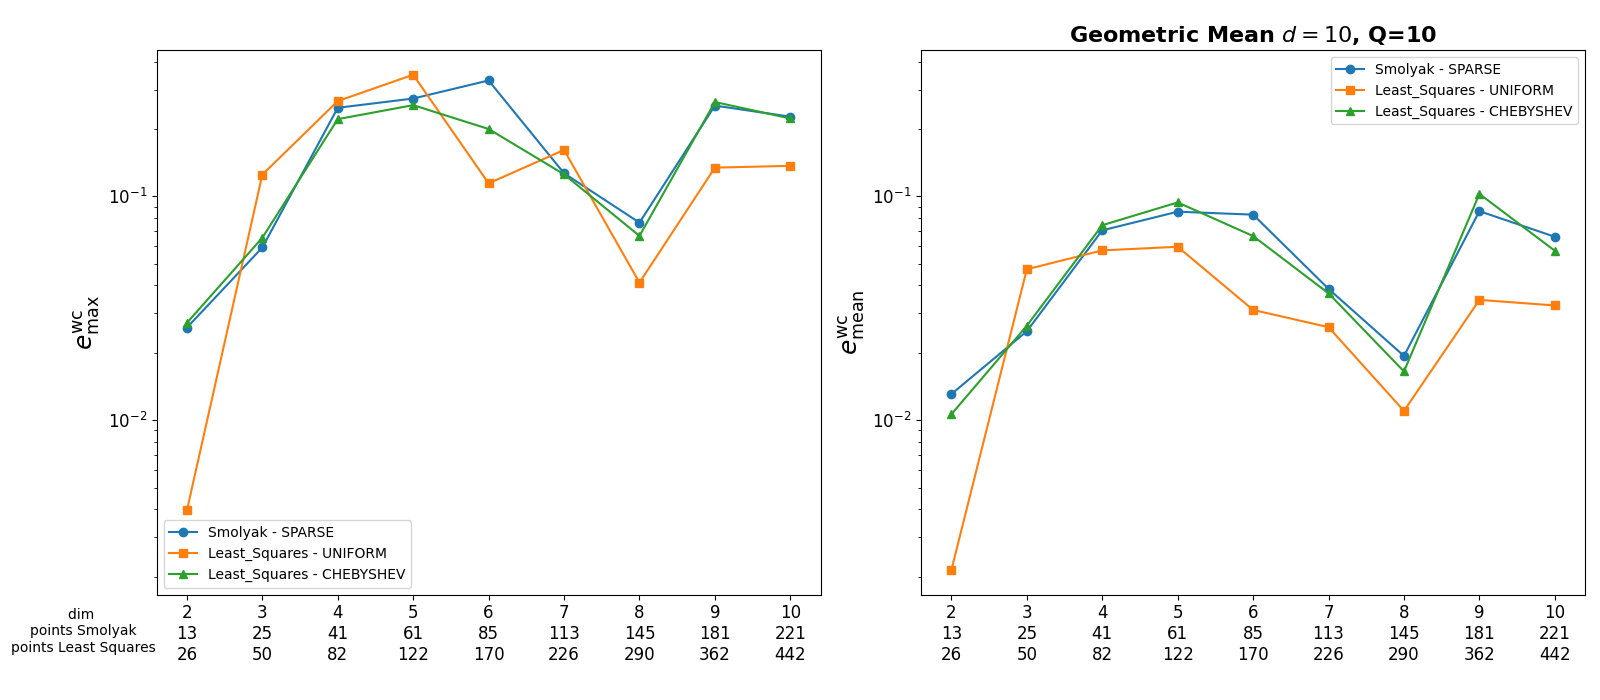 Geometric Mean d = 10, Q=10
e^wc_max
10^−1
10^−2
Smolyak - SPARSE
Least_Squares - UNIFORM
Least_Squares - CHEBYSHEV
dim
points Smolyak
points Least Squares
2 3 4 5 6 7 8 9 10
13 25 41 61 85 113 145 181 221
26 50 82 122 170 226 290 362 442
e^wc_mean
10^−1
10^−2
Smolyak - SPARSE
Least_Squares - UNIFORM
Least_Squares - CHEBYSHEV
2 3 4 5 6 7 8 9 10
13 25 41 61 85 113 145 181 221
26 50 82 122 170 226 290 362 442